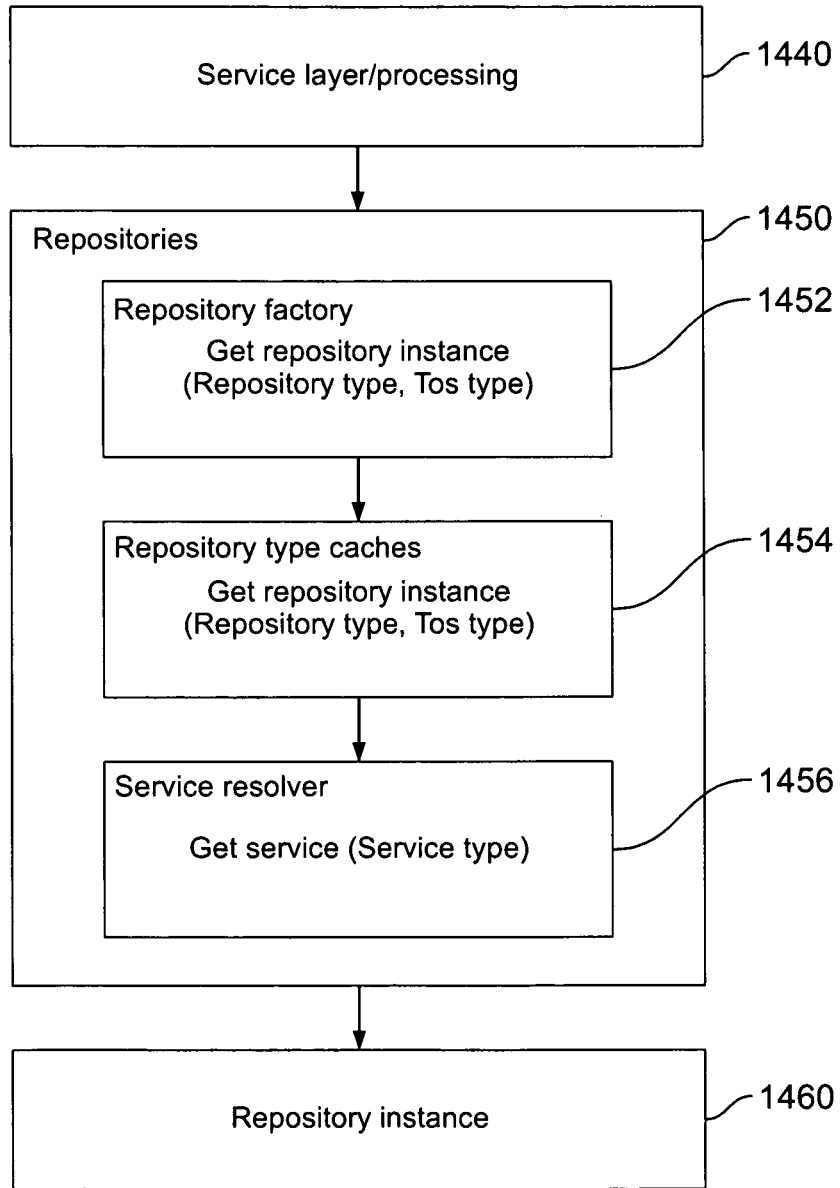 Service layer/processing
1440
1450
Repositories
1452
Repository factory
Get repository instance
(Repository type, Tos type)
1454
Repository type caches
Get repository instance
(Repository type, Tos type)
1456
Service resolver
Get service (Service type)
1460
Repository instance